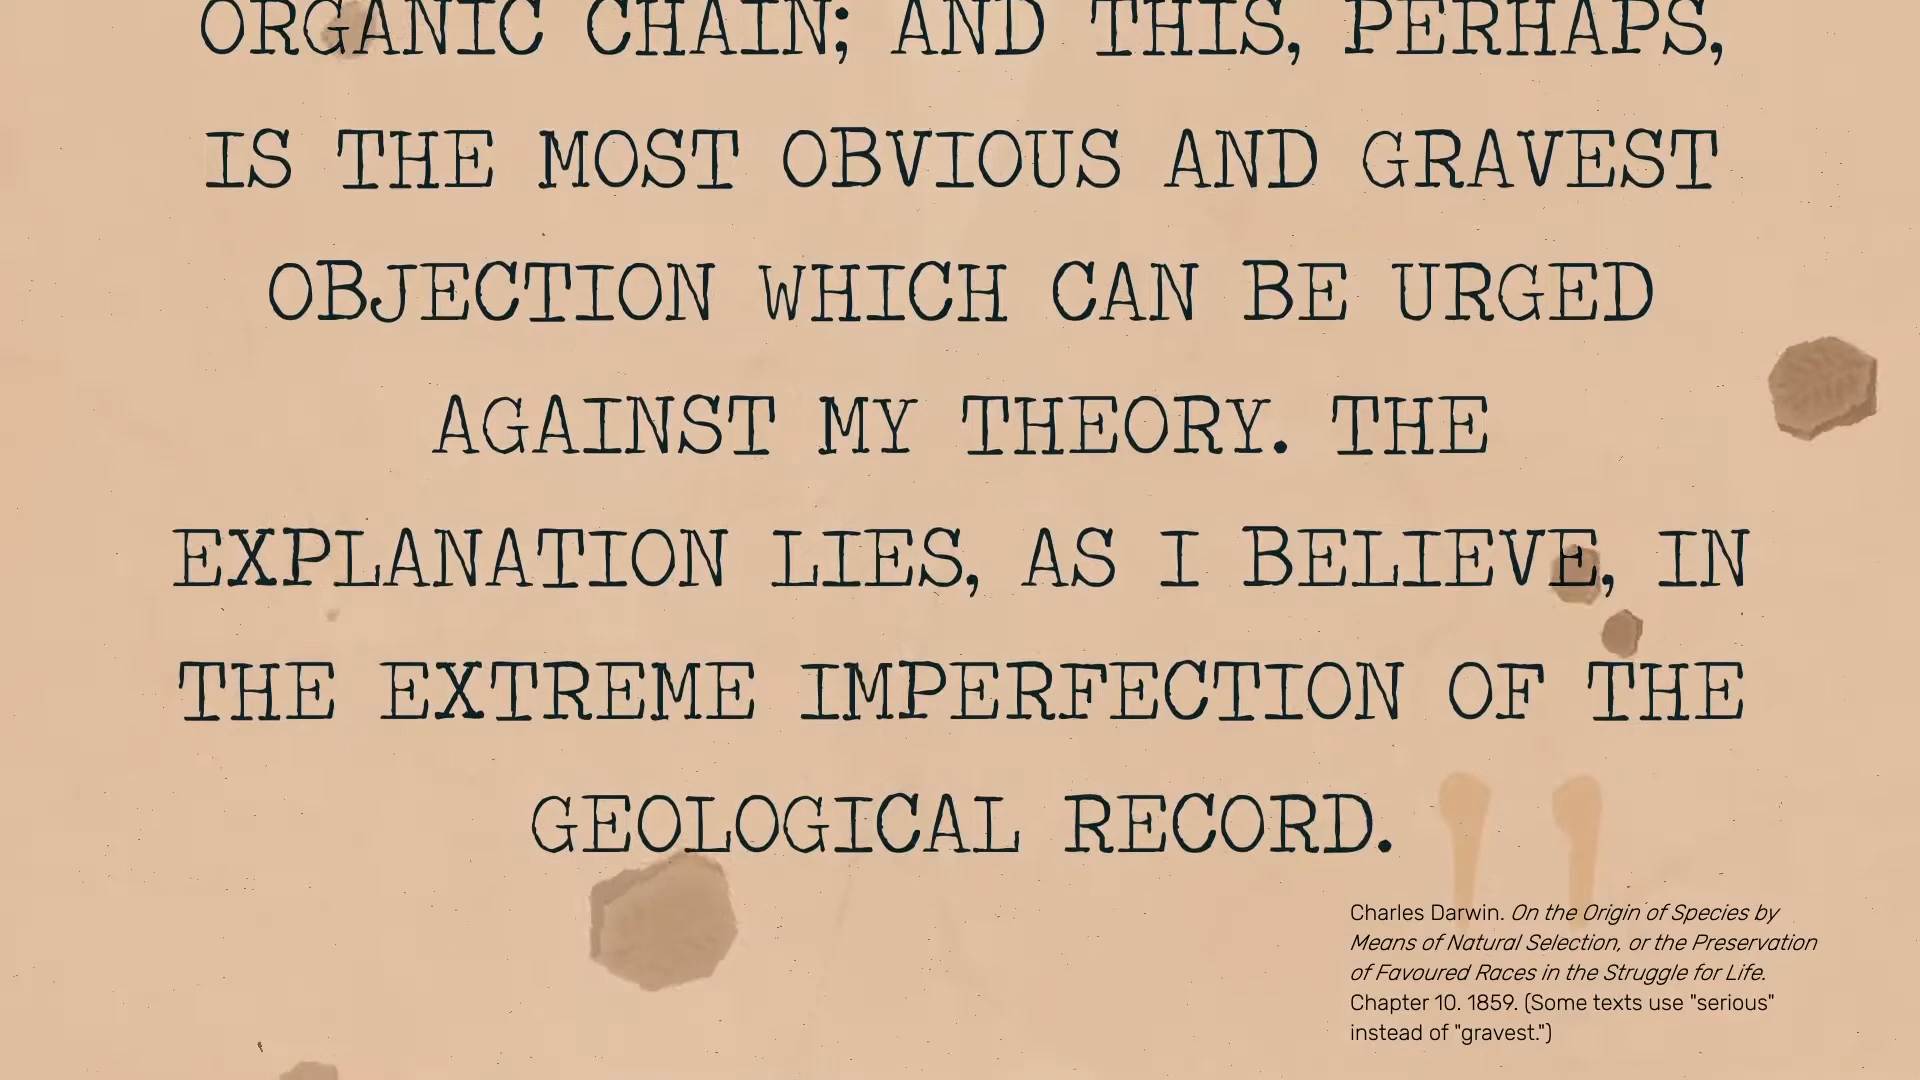 ORGANIC CHAIN; AND THIS, PERHAPS,
IS THE MOST OBVIOUS AND GRAVEST
OBJECTION WHICH CAN BE URGED
AGAINST MY THEORY. THE
EXPLANATION LIES, AS I BELIEVE, IN
THE EXTREME IMPERFECTION OF THE
GEOLOGICAL RECORD.
"
Charles Darwin. On the Origin of Species by
Means of Natural Selection, or the Preservation
of Favoured Races in the Struggle for Life.
Chapter 10. 1859. (Some texts use "serious"
instead of "gravest.")